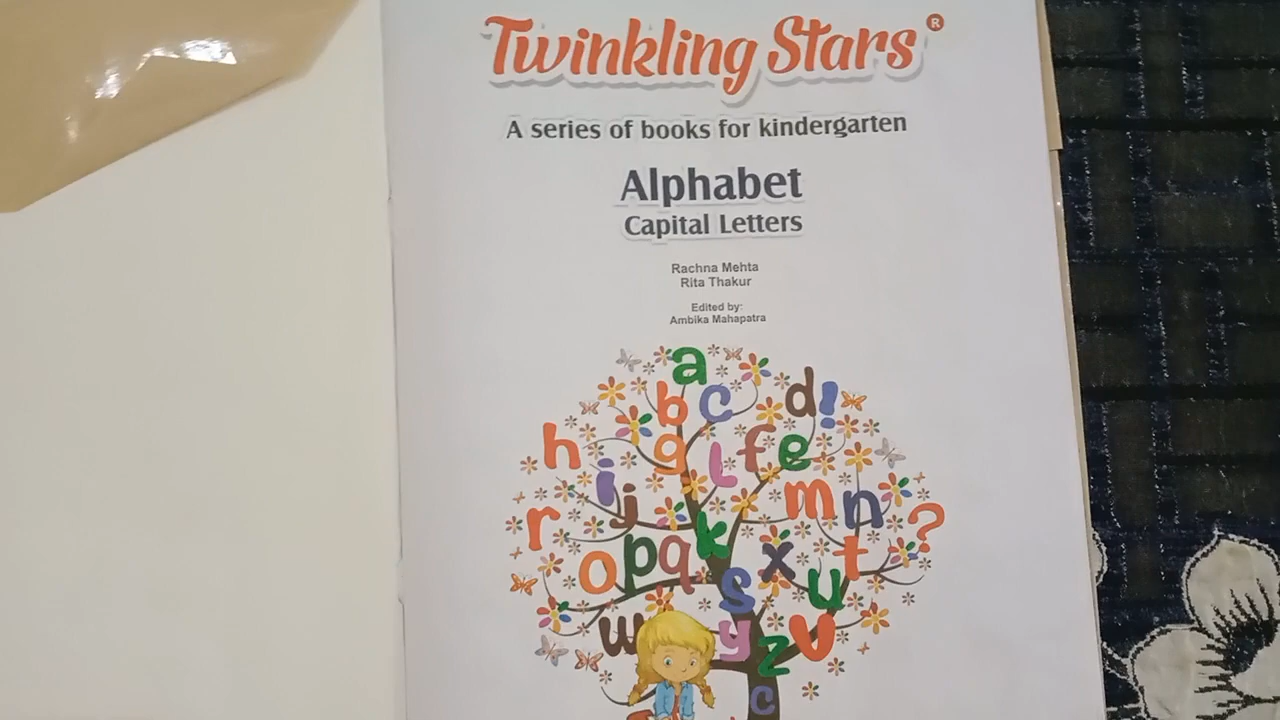 Twinkling Stars®
A series of books for kindergarten
Alphabet
Capital Letters
Rachna Mehta
Rita Thakur
Edited by:
Ambika Mahapatra
a
b c d!
h g l f e
i j m n
r k ?
o p q x t
s u
w y z v
c